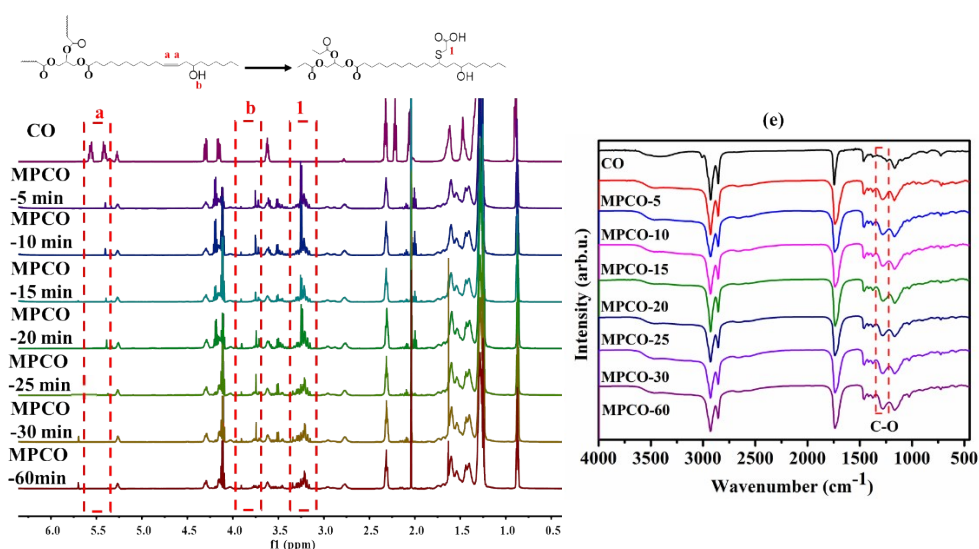 O
OH
O
O
O
O
O
a a
OH
b
O
OH
1
S
O
O
O
O
O
O
OH
a
b
1
CO
MPCO
-5 min
MPCO
-10 min
MPCO
-15 min
MPCO
-20 min
MPCO
-25 min
MPCO
-30 min
MPCO
-60min
6.0 5.5 5.0 4.5 4.0 3.5 3.0 2.5 2.0 1.5 1.0 0.5
f1 (ppm)
(e)
Intensity (arb.u.)
CO
MPCO-5
MPCO-10
MPCO-15
MPCO-20
MPCO-25
MPCO-30
MPCO-60
C-O
4000 3500 3000 2500 2000 1500 1000 500
Wavenumber (cm-1)